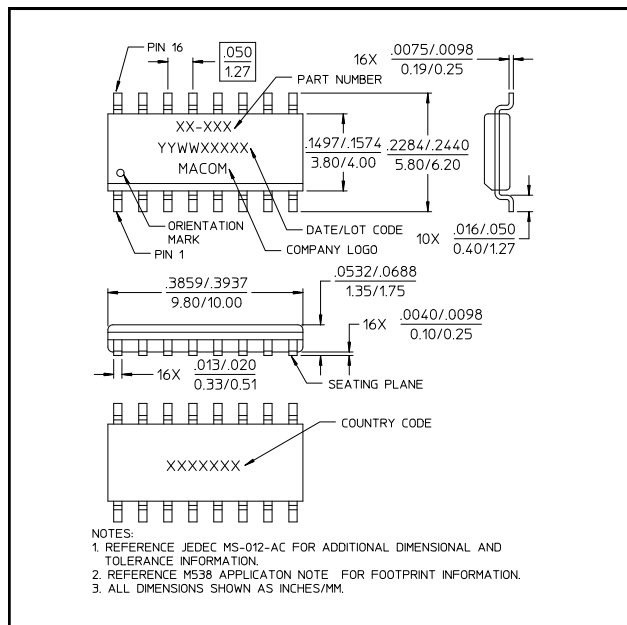 PIN 16
.050
1.27
PART NUMBER
16X .0075/.0098
0.19/0.25
XX-XXX
YYWWXXXXX
MACOM
.1497/.1574
3.80/4.00
.2284/.2440
5.80/6.20
ORIENTATION
MARK
PIN 1
DATE/LOT CODE
COMPANY LOGO
10X .016/.050
0.40/1.27
.3859/.3937
9.80/10.00
.0532/.0688
1.35/1.75
16X .0040/.0098
0.10/0.25
16X .013/.020
0.33/0.51
SEATING PLANE
COUNTRY CODE
XXXXXXX
NOTES:
1. REFERENCE JEDEC MS-012-AC FOR ADDITIONAL DIMENSIONAL AND
TOLERANCE INFORMATION.
2. REFERENCE M538 APPLICATON NOTE FOR FOOTPRINT INFORMATION.
3. ALL DIMENSIONS SHOWN AS INCHES/MM.